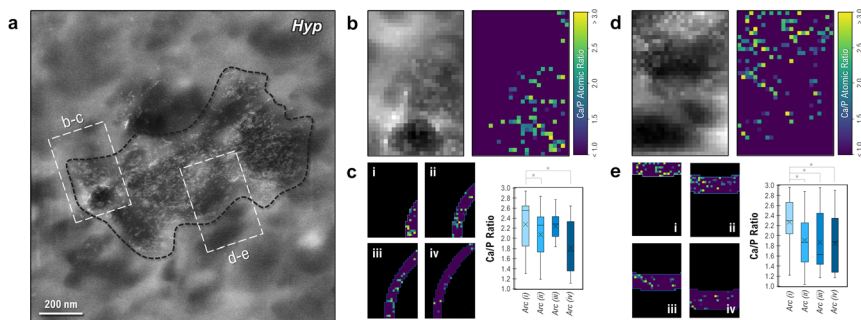 a
Hyp
b-c
d-e
200 nm
b
Ca/P Atomic Ratio
> 3.0
2.5
2.0
1.5
< 1.0
c
i
ii
iii
iv
Ca/P Ratio
3.0
2.8
2.6
2.4
2.2
2.0
1.8
1.6
1.4
1.2
1.0
*
*
Arc (i)
Arc (ii)
Arc (iii)
Arc (iv)
d
Ca/P Atomic Ratio
> 3.0
2.5
2.0
1.5
< 1.0
e
i
ii
iii
iv
Ca/P Ratio
3.0
2.8
2.6
2.4
2.2
2.0
1.8
1.6
1.4
1.2
1.0
*
*
*
Arc (i)
Arc (ii)
Arc (iii)
Arc (iv)